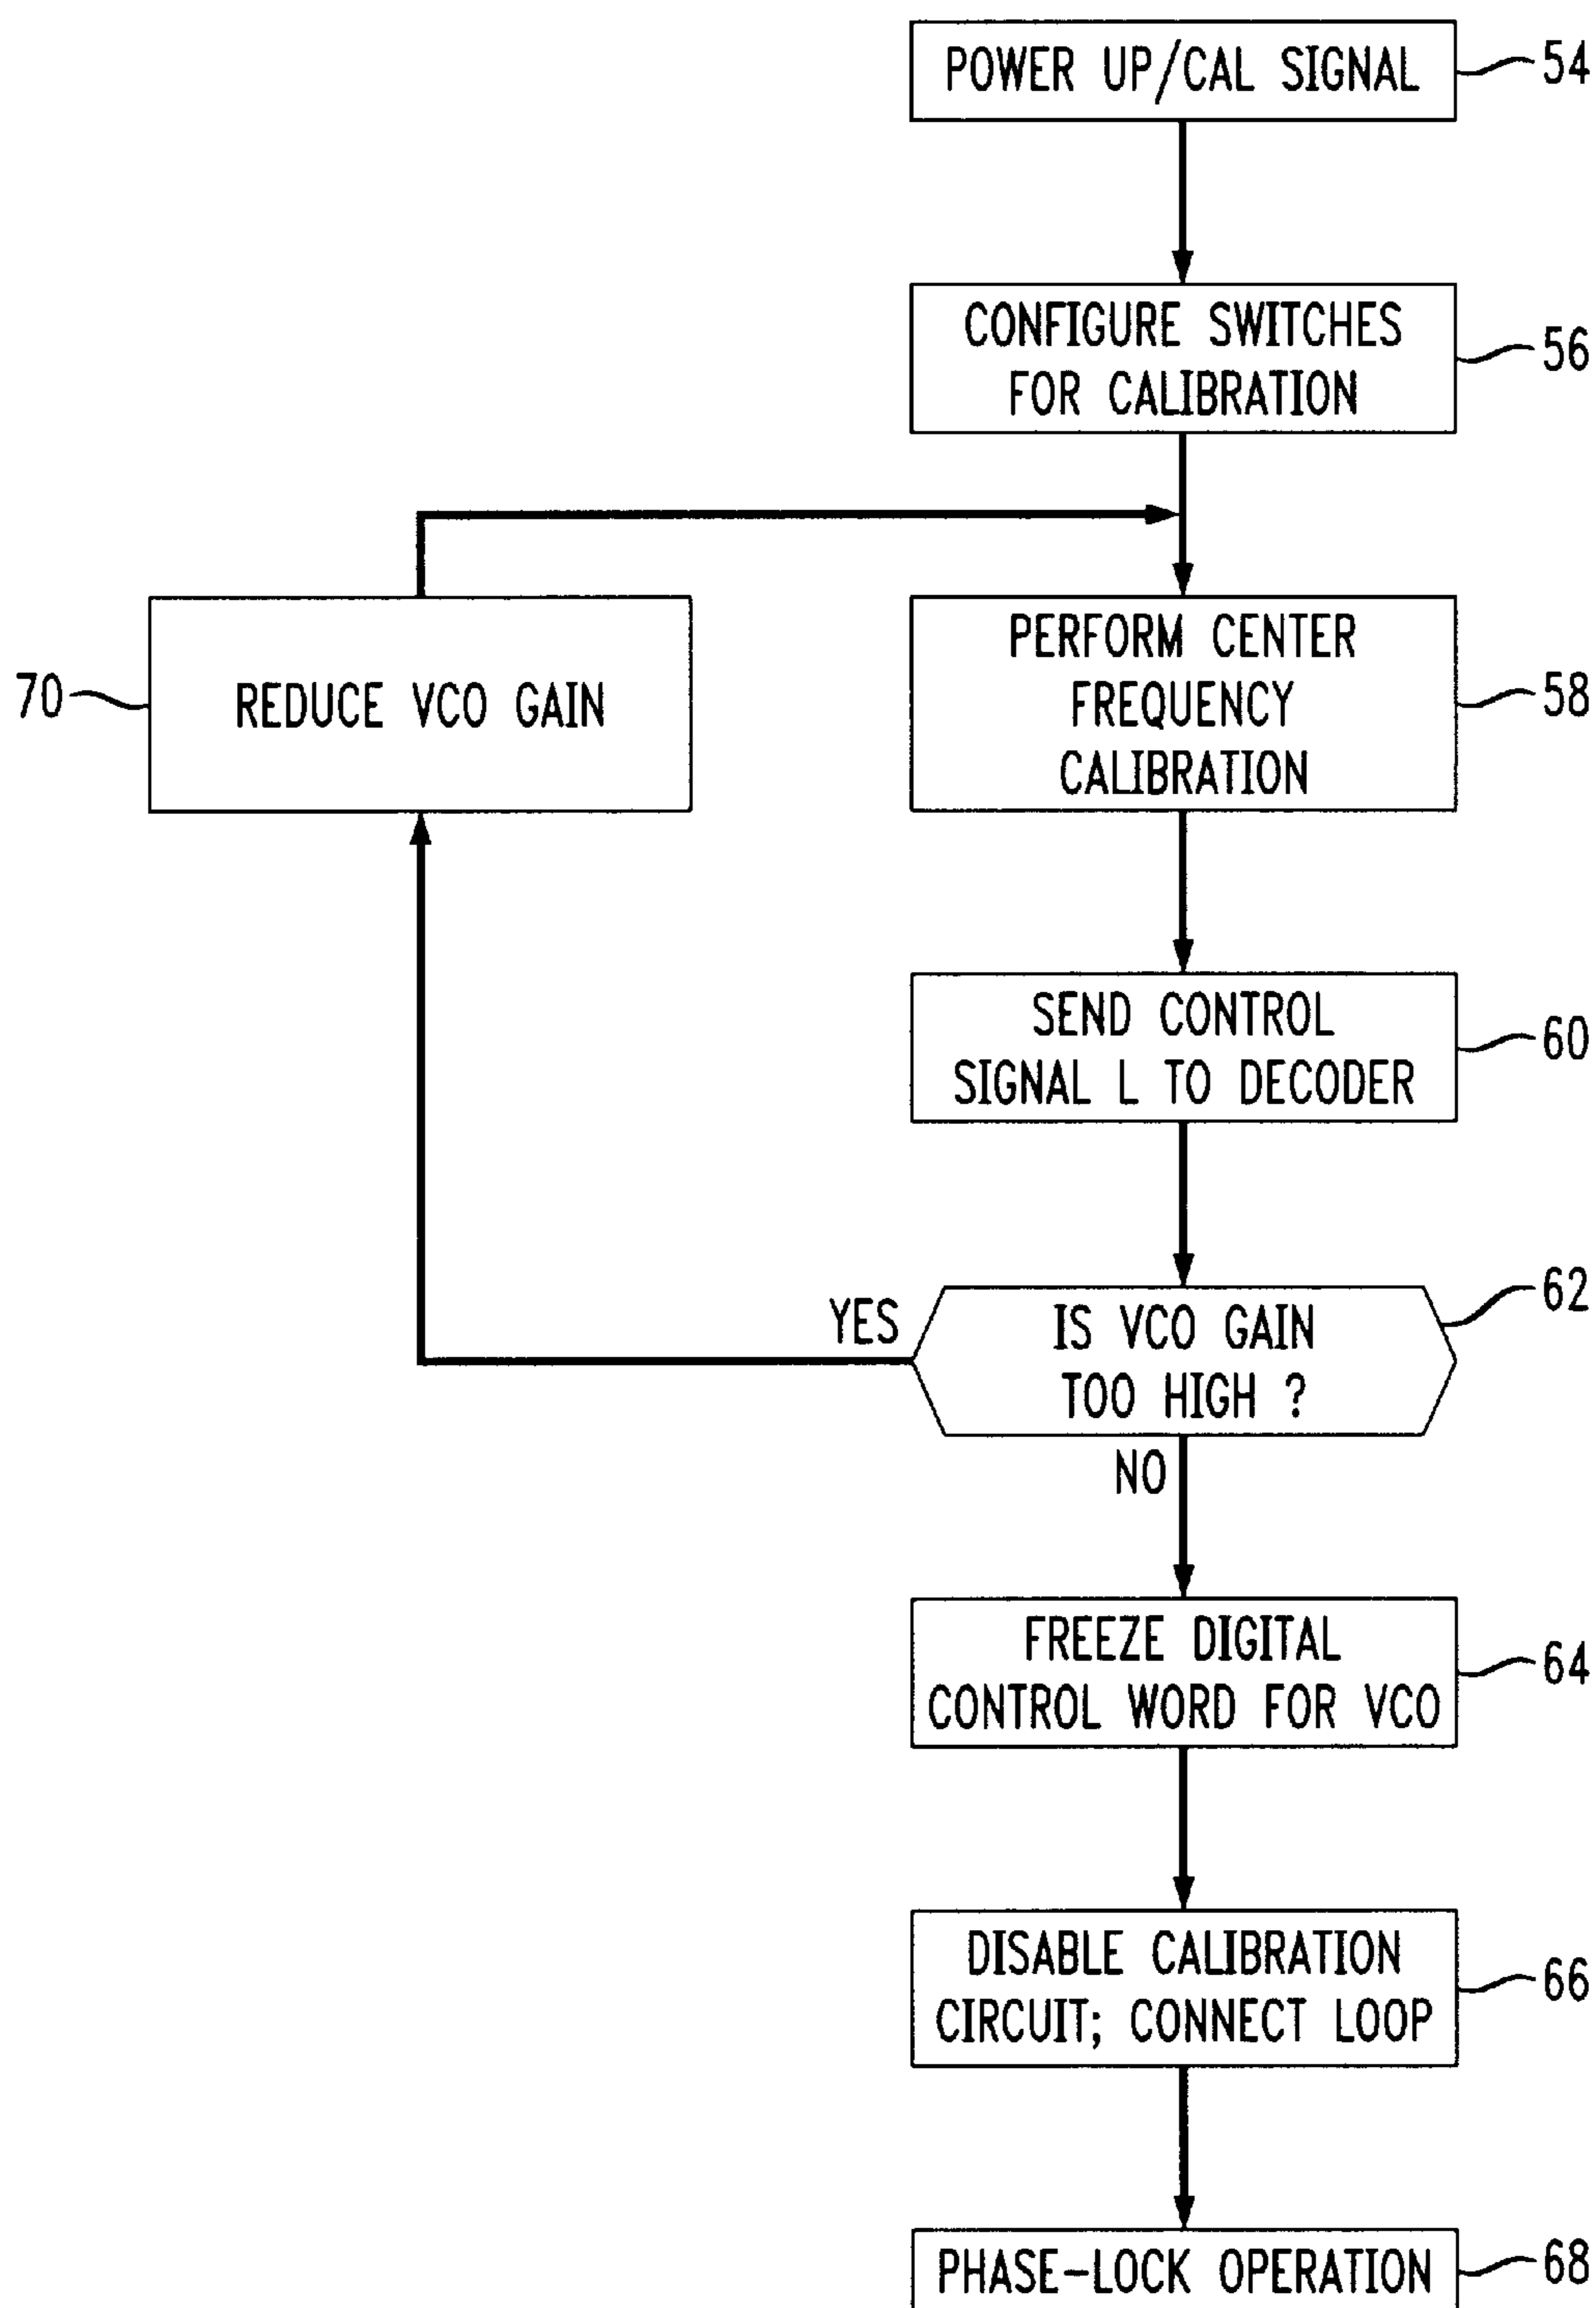 POWER UP/CAL SIGNAL
54
CONFIGURE SWITCHES
FOR CALIBRATION
56
PERFORM CENTER
FREQUENCY
CALIBRATION
58
70
REDUCE VCO GAIN
SEND CONTROL
SIGNAL L TO DECODER
60
YES
IS VCO GAIN
TOO HIGH ?
62
NO
FREEZE DIGITAL
CONTROL WORD FOR VCO
64
DISABLE CALIBRATION
CIRCUIT; CONNECT LOOP
66
PHASE-LOCK OPERATION
68